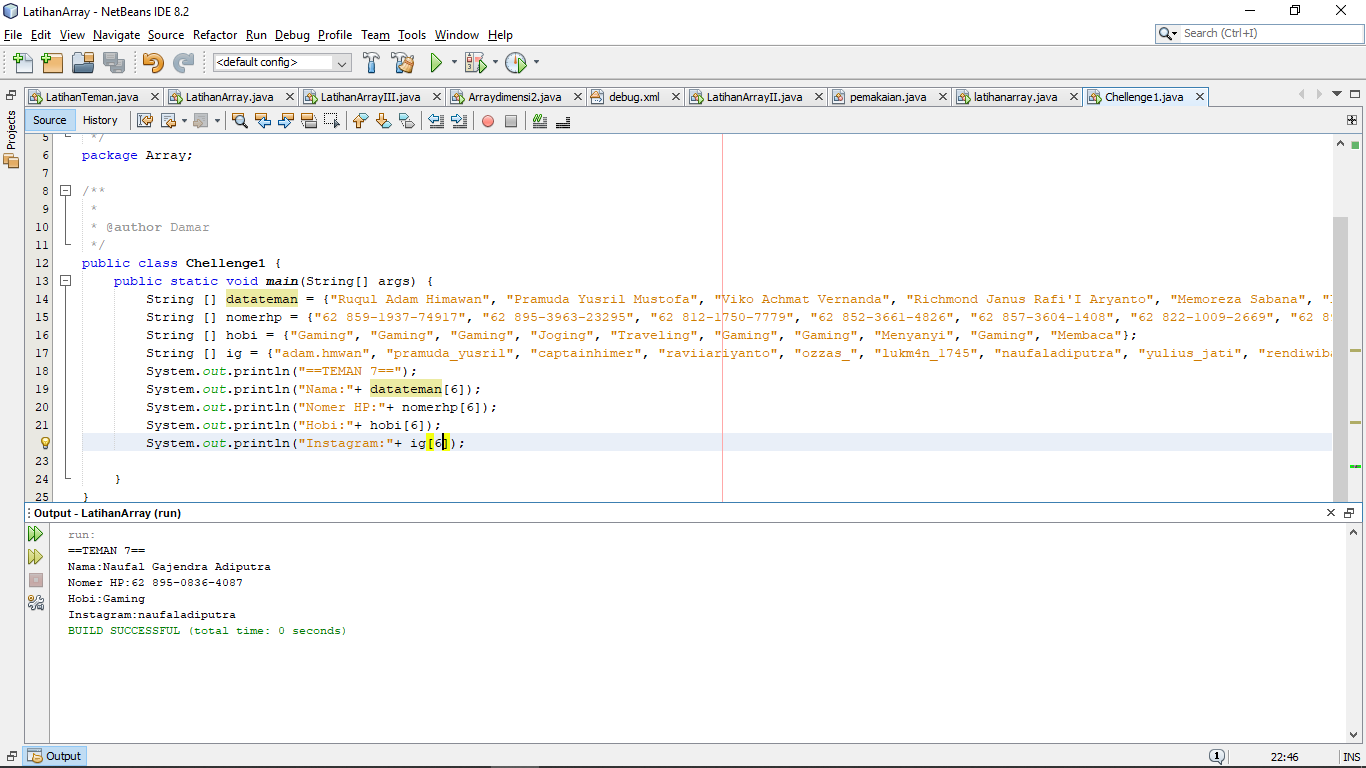 LatihanArray - NetBeans IDE 8.2
File Edit View Navigate Source Refactor Run Debug Profile Team Tools Window Help
Search (Ctrl+I)
<default config>
LatihanTeman.java LatihanArray.java LatihanArrayIII.java Arraydimensi2.java debug.xml LatihanArrayII.java pemakaian.java latihanarray.java Chellenge1.java
Projects
Source History
5 */
6 package Array;
7
8 /**
9 *
10 * @author Damar
11 */
12 public class Chellenge1 {
13 public static void main(String[] args) {
14 String [] datateman = {"Ruqul Adam Himawan", "Pramuda Yusril Mustofa", "Viko Achmat Vernanda", "Richmond Janus Rafi'I Aryanto", "Memoreza Sabana", "
15 String [] nomerhp = {"62 859-1937-74917", "62 895-3963-23295", "62 812-1750-7779", "62 852-3661-4826", "62 857-3604-1408", "62 822-1009-2669", "62 8
16 String [] hobi = {"Gaming", "Gaming", "Gaming", "Joging", "Traveling", "Gaming", "Gaming", "Menyanyi", "Gaming", "Membaca"};
17 String [] ig = {"adam.hmwan", "pramuda_yusril", "captainhimer", "raviiariyanto", "ozzas_", "lukm4n_1745", "naufaladiputra", "yulius_jati", "rendiwiba
18 System.out.println("==TEMAN 7==");
19 System.out.println("Nama:"+ datateman[6]);
20 System.out.println("Nomer HP:"+ nomerhp[6]);
21 System.out.println("Hobi:"+ hobi[6]);
System.out.println("Instagram:"+ ig[6]);
23
24 }
25 }
Output - LatihanArray (run)
run:
==TEMAN 7==
Nama:Naufal Gajendra Adiputra
Nomer HP:62 895-0836-4087
Hobi:Gaming
Instagram:naufaladiputra
BUILD SUCCESSFUL (total time: 0 seconds)
Output
1 22:46 INS